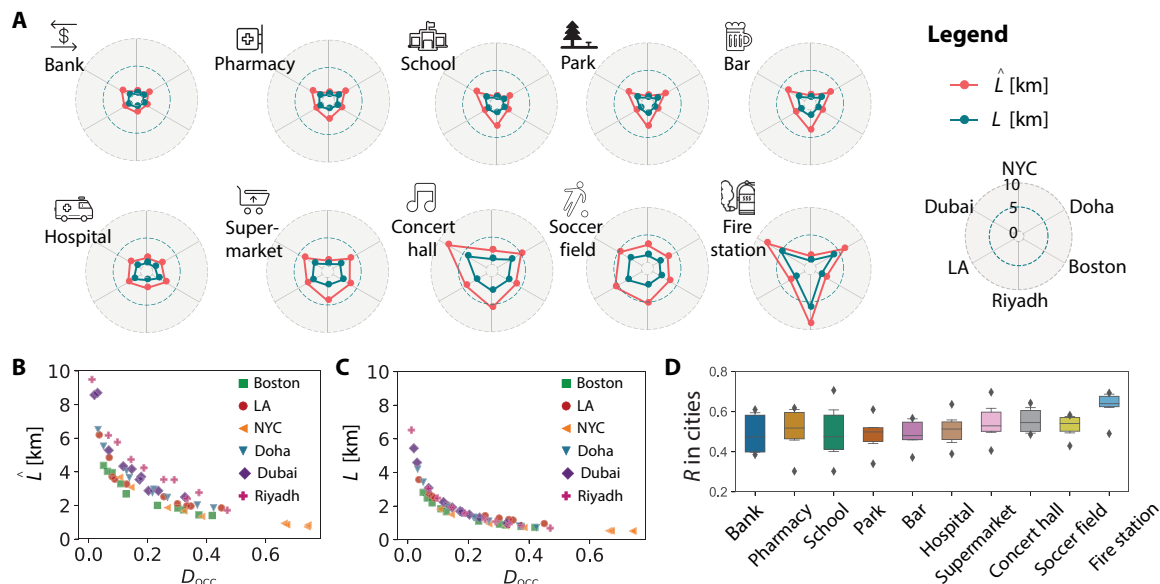 A
Bank
Pharmacy
School
Park
Bar
Legend
L̂ [km]
L [km]
Hospital
Super-
market
Concert
hall
Soccer
field
Fire
station
NYC
10
Dubai
5
Doha
0
LA
Boston
Riyadh
B
10
8
6
4
2
0
L̂ [km]
0.0
0.2
0.4
0.6
D_occ
Boston
LA
NYC
Doha
Dubai
Riyadh
C
10
8
6
4
2
0
L [km]
0.0
0.2
0.4
0.6
D_occ
Boston
LA
NYC
Doha
Dubai
Riyadh
D
0.8
0.6
0.4
0.2
R in cities
Bank
Pharmacy
School
Park
Bar
Hospital
Supermarket
Concert hall
Soccer field
Fire station